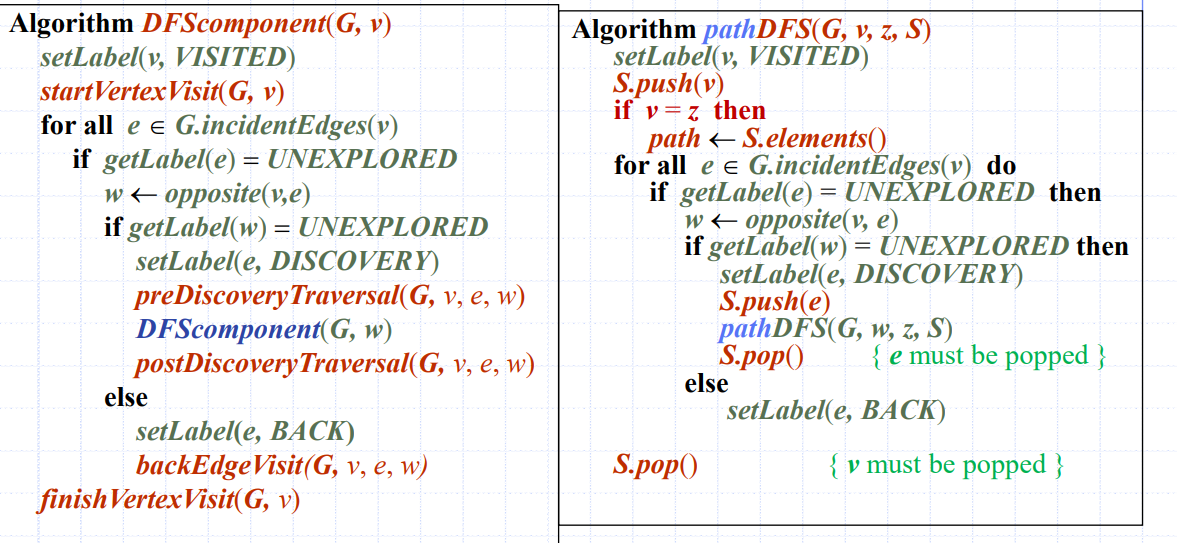 Algorithm DFScomponent(G, v)
setLabel(v, VISITED)
startVertexVisit(G, v)
for all e ∈ G.incidentEdges(v)
if getLabel(e) = UNEXPLORED
w ← opposite(v,e)
if getLabel(w) = UNEXPLORED
setLabel(e, DISCOVERY)
preDiscoveryTraversal(G, v, e, w)
DFScomponent(G, w)
postDiscoveryTraversal(G, v, e, w)
else
setLabel(e, BACK)
backEdgeVisit(G, v, e, w)
finishVertexVisit(G, v)
Algorithm pathDFS(G, v, z, S)
setLabel(v, VISITED)
S.push(v)
if v = z then
path ← S.elements()
for all e ∈ G.incidentEdges(v) do
if getLabel(e) = UNEXPLORED then
w ← opposite(v, e)
if getLabel(w) = UNEXPLORED then
setLabel(e, DISCOVERY)
S.push(e)
pathDFS(G, w, z, S)
S.pop() { e must be popped }
else
setLabel(e, BACK)
S.pop() { v must be popped }